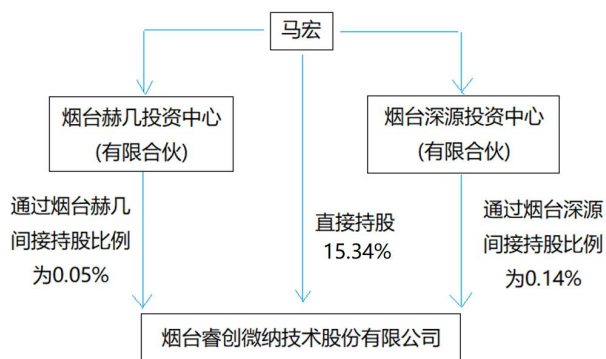 马宏
烟台赫几投资中心
(有限合伙)
烟台深源投资中心
(有限合伙)
通过烟台赫几
间接持股比例
为0.05%
直接持股
15.34%
通过烟台深源
间接持股比例
为0.14%
烟台睿创微纳技术股份有限公司